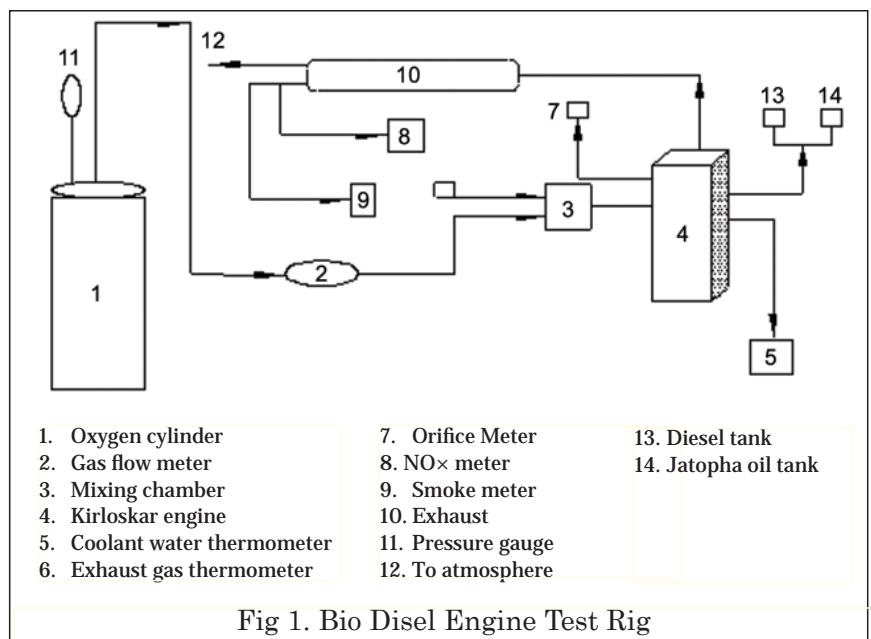 12
11
10
13
14
7
8
9
3
4
2
1
5
1. Oxygen cylinder
2. Gas flow meter
3. Mixing chamber
4. Kirloskar engine
5. Coolant water thermometer
6. Exhaust gas thermometer
7. Orifice Meter
8. NO× meter
9. Smoke meter
10. Exhaust
11. Pressure gauge
12. To atmosphere
13. Diesel tank
14. Jatopha oil tank
Fig 1. Bio Disel Engine Test Rig